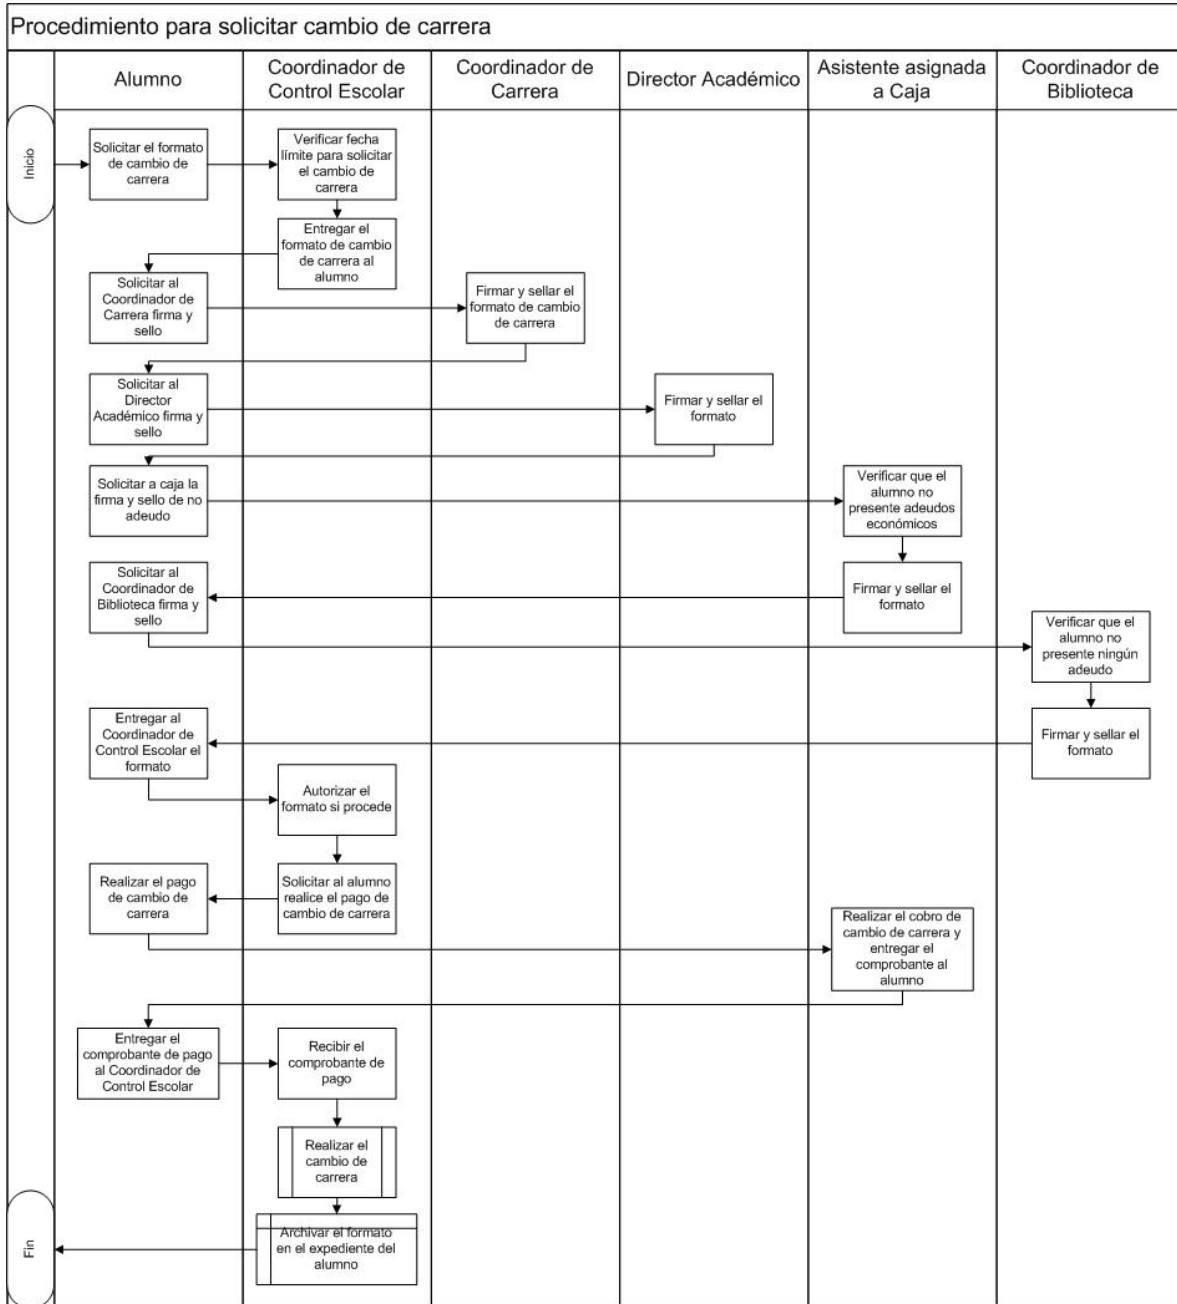 Procedimiento para solicitar cambio de carrera
Alumno
Coordinador de
Control Escolar
Coordinador de
Carrera
Director Académico
Asistente asignada
a Caja
Coordinador de
Biblioteca
Inicio
Solicitar el formato
de cambio de
carrera
Verificar fecha
límite para solicitar
el cambio de
carrera
Entregar el
formato de cambio
de carrera al
alumno
Solicitar al
Coordinador de
Carrera firma y
sello
Firmar y sellar el
formato de cambio
de carrera
Solicitar al
Director
Académico firma y
sello
Firmar y sellar el
formato
Solicitar a caja la
firma y sello de no
adeudo
Verificar que el
alumno no
presente adeudos
económicos
Firmar y sellar el
formato
Solicitar al
Coordinador de
Biblioteca firma y
sello
Verificar que el
alumno no
presente ningún
adeudo
Firmar y sellar el
formato
Entregar al
Coordinador de
Control Escolar el
formato
Autorizar el
formato si procede
Solicitar al alumno
realice el pago de
cambio de carrera
Realizar el pago
de cambio de
carrera
Realizar el cobro de
cambio de carrera y
entregar el
comprobante al
alumno
Entregar el
comprobante de pago
al Coordinador de
Control Escolar
Recibir el
comprobante de
pago
Realizar el
cambio de
carrera
Archivar el formato
en el expediente del
alumno
Fin